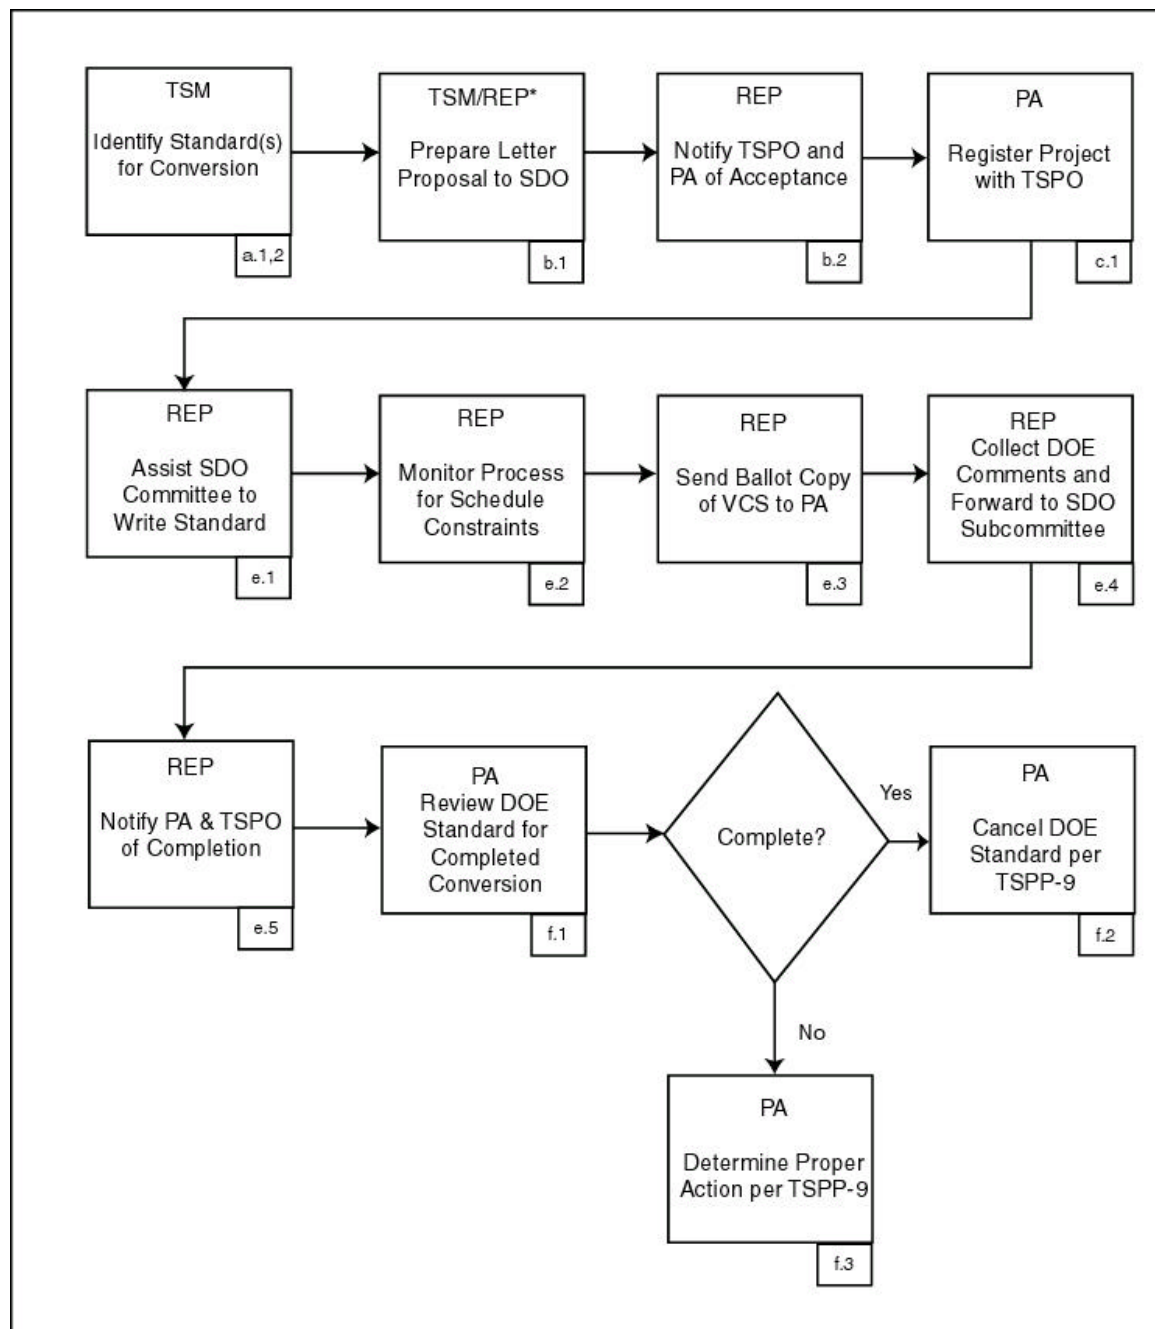 TSM
Identify Standard(s)
for Conversion
a.1,2
TSM/REP*
Prepare Letter
Proposal to SDO
b.1
REP
Notify TSPO and
PA of Acceptance
b.2
PA
Register Project
with TSPO
c.1
REP
Assist SDO
Committee to
Write Standard
e.1
REP
Monitor Process
for Schedule
Constraints
e.2
REP
Send Ballot Copy
of VCS to PA
e.3
REP
Collect DOE
Comments and
Forward to SDO
Subcommittee
e.4
REP
Notify PA & TSPO
of Completion
e.5
PA
Review DOE
Standard for
Completed
Conversion
f.1
Complete?
Yes
PA
Cancel DOE
Standard per
TSPP-9
f.2
No
PA
Determine Proper
Action per TSPP-9
f.3